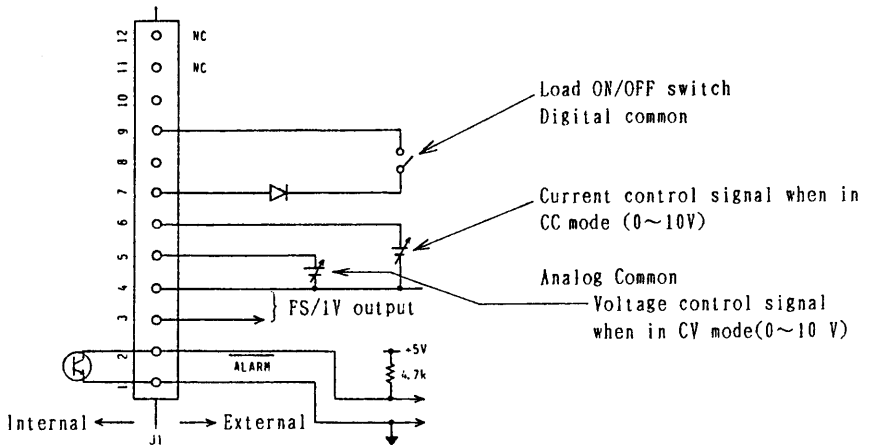 12 NC
11 NC
10
9
8
7
6
5
4
3
2
1
Load ON/OFF switch
Digital common
Current control signal when in
CC mode (0～10V)
Analog Common
Voltage control signal
when in CV mode(0～10 V)
FS/1V output
ALARM
+5V
4.7k
Internal
External
J1